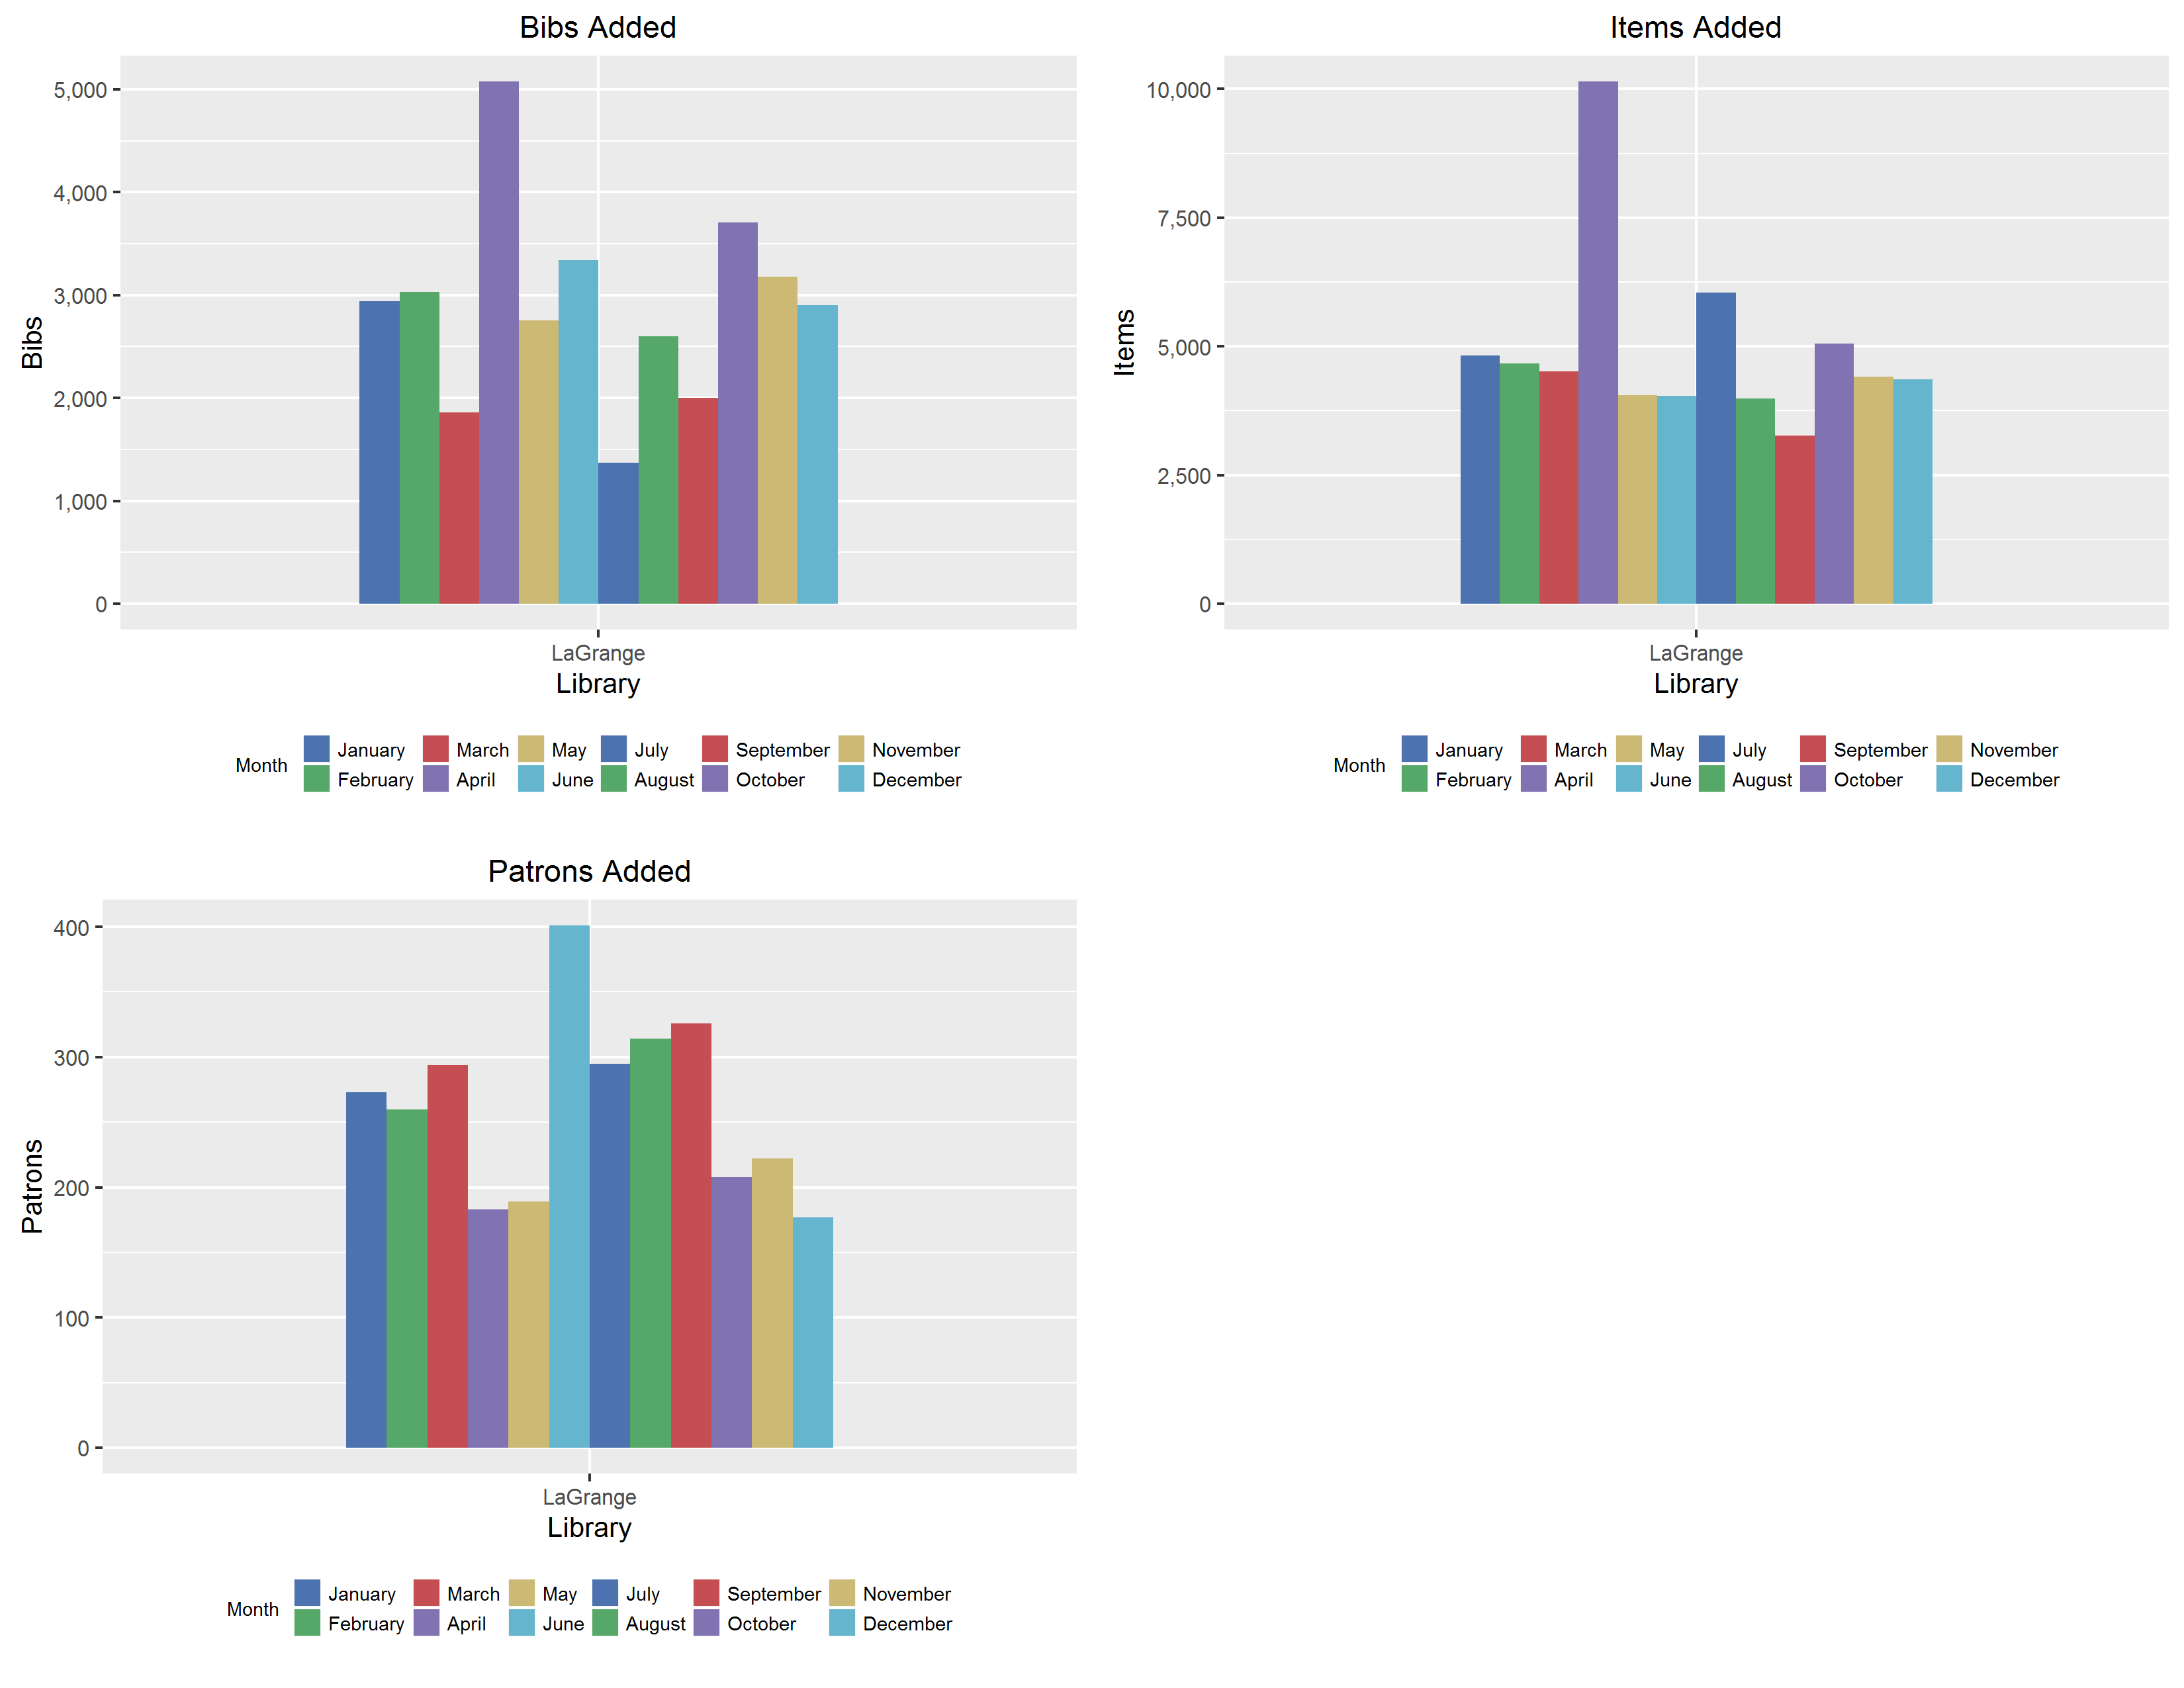 Bibs Added
5,000
4,000
3,000
2,000
1,000
0
Bibs
LaGrange
Library
Month
January March May July September November
February April June August October December
Items Added
10,000
7,500
5,000
2,500
0
Items
LaGrange
Library
Month
January March May July September November
February April June August October December
Patrons Added
400
300
200
100
0
Patrons
LaGrange
Library
Month
January March May July September November
February April June August October December